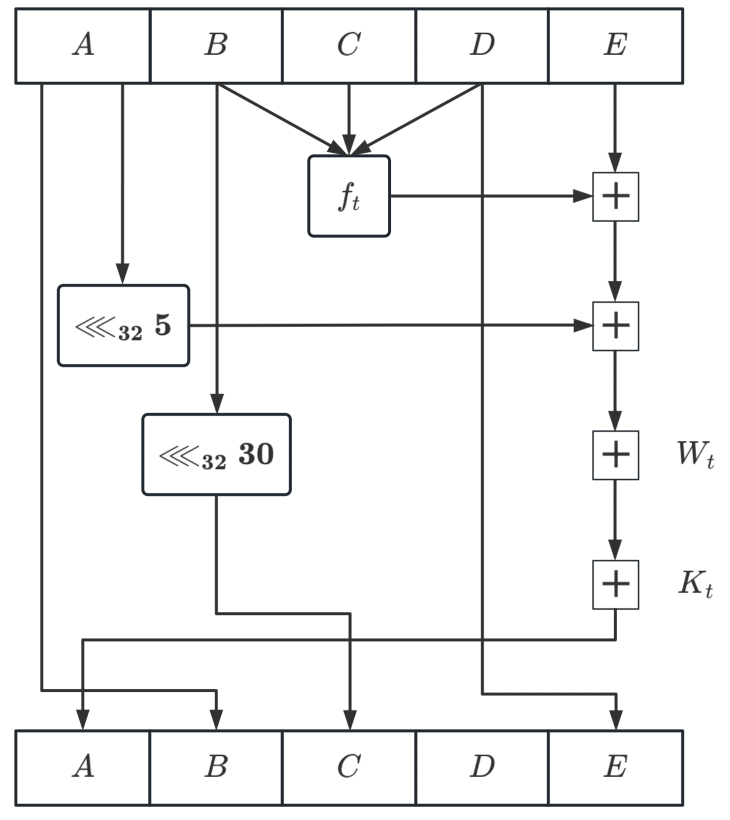 A B C D E
f_t +
⋘₃₂ 5 +
⋘₃₂ 30 + W_t
+ K_t
A B C D E